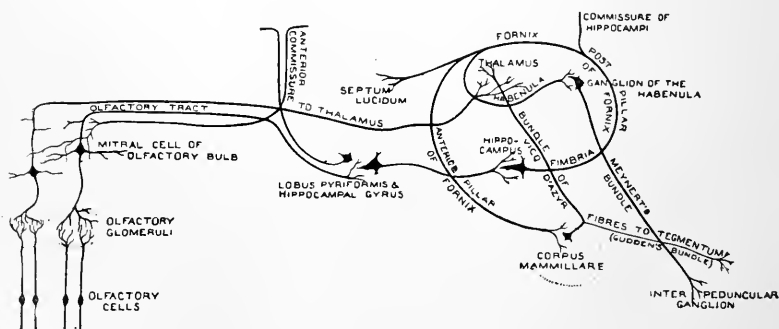 COMMISSURE OF
HIPPOCAMPI
ANTERIOR
COMMISSURE
FORNIX
POST PILLAR
OF FORNIX
THALAMUS
SEPTUM
LUCIDUM
HABENULA
GANGLION OF THE
HABENULA
OLFACTORY TRACT
TO THALAMUS
BUNDLE OF
VICQ D'AZYR
MITRAL CELL OF
OLFACTORY BULB
ANTERIOR PILLAR
OF FORNIX
HIPPO-
CAMPUS
FIMBRIA
MEYNERT'S
BUNDLE
LOBUS PYRIFORMIS &
HIPPOCAMPAL GYRUS
OLFACTORY
GLOMERULI
FIBRES TO TEGMENTUM
(GUDDEN'S BUNDLE)
CORPUS
MAMMILLARE
OLFACTORY
CELLS
INTERPEDUNCULAR
GANGLION